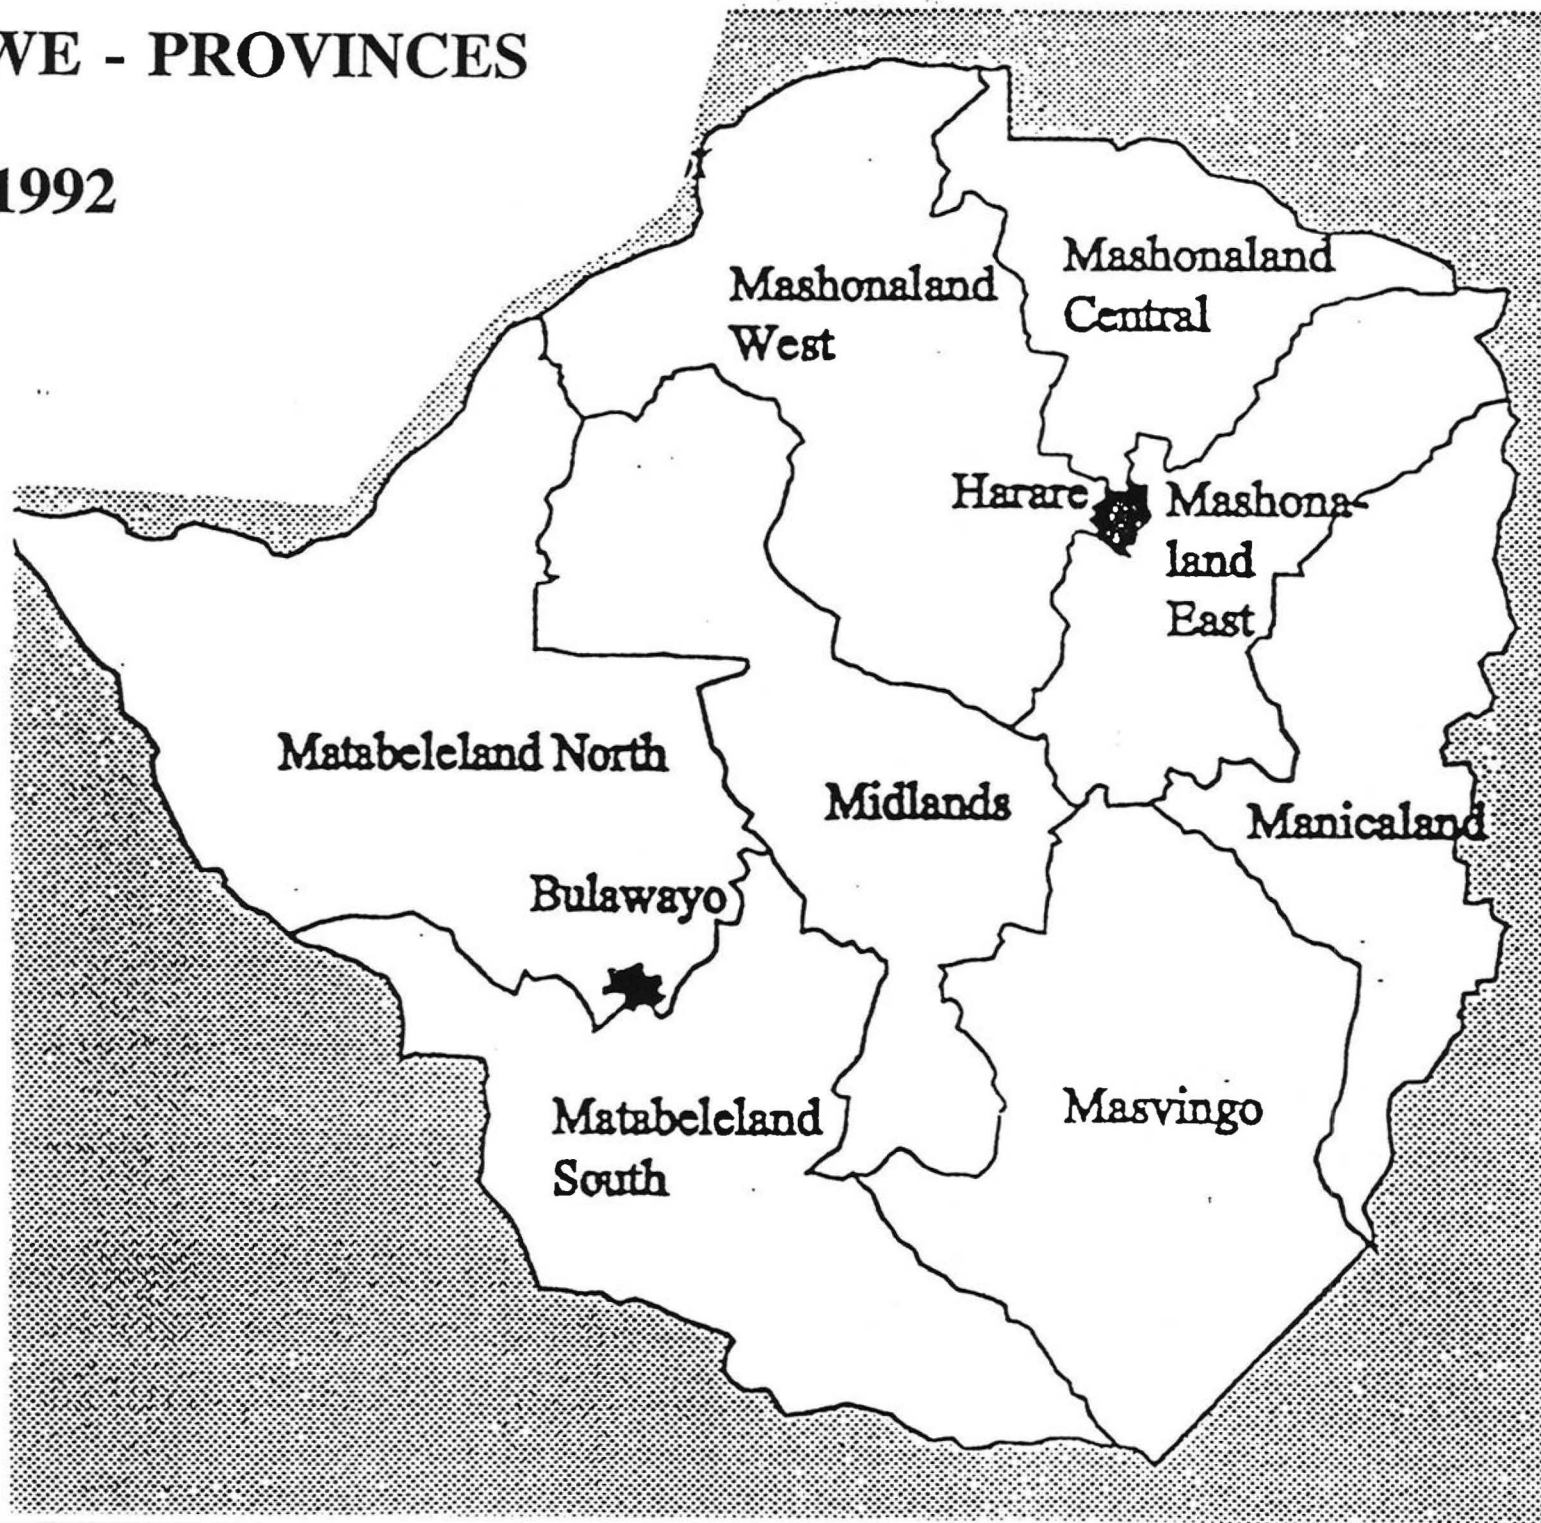 WE - PROVINCES
1992
Mashonaland
West
Mashonaland
Central
Harare
Mashona-
land
East
Matabeleland North
Midlands
Manicaland
Bulawayo
Matabeleland
South
Masvingo